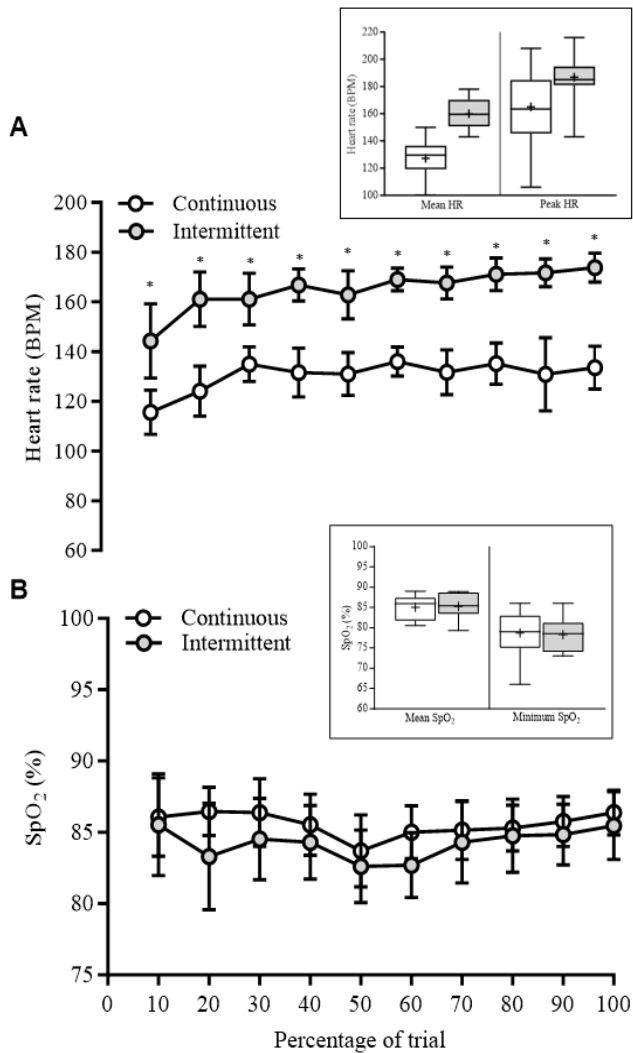 A
Heart rate (BPM)
220
200
180
160
140
120
100
Mean HR Peak HR
Continuous
Intermittent
Heart rate (BPM)
200
180
160
140
120
100
80
60
* * * * * * * * * *
B
SpO₂ (%)
100
95
90
85
80
75
70
65
60
Mean SpO₂ Minimum SpO₂
Continuous
Intermittent
SpO₂ (%)
100
95
90
85
80
75
0 10 20 30 40 50 60 70 80 90 100
Percentage of trial